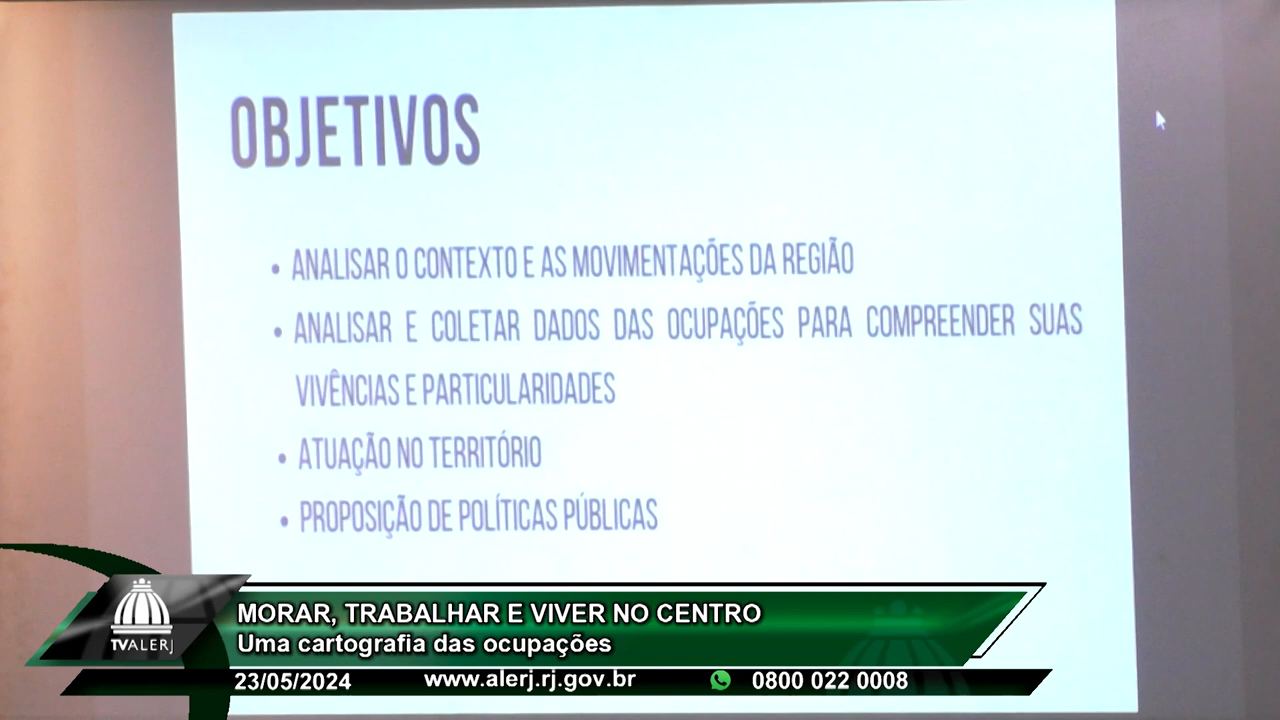 OBJETIVOS
• ANALISAR O CONTEXTO E AS MOVIMENTAÇÕES DA REGIÃO
• ANALISAR E COLETAR DADOS DAS OCUPAÇÕES PARA COMPREENDER SUAS
VIVÊNCIAS E PARTICULARIDADES
• ATUAÇÃO NO TERRITÓRIO
• PROPOSIÇÃO DE POLÍTICAS PÚBLICAS
MORAR, TRABALHAR E VIVER NO CENTRO
Uma cartografia das ocupações
TVALERJ
23/05/2024 www.alerj.rj.gov.br 0800 022 0008